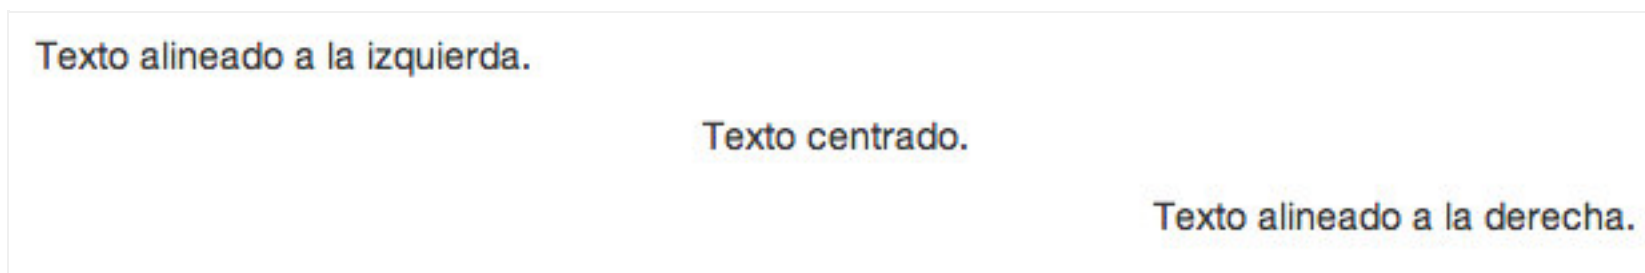 Texto alineado a la izquierda.
Texto centrado.
Texto alineado a la derecha.